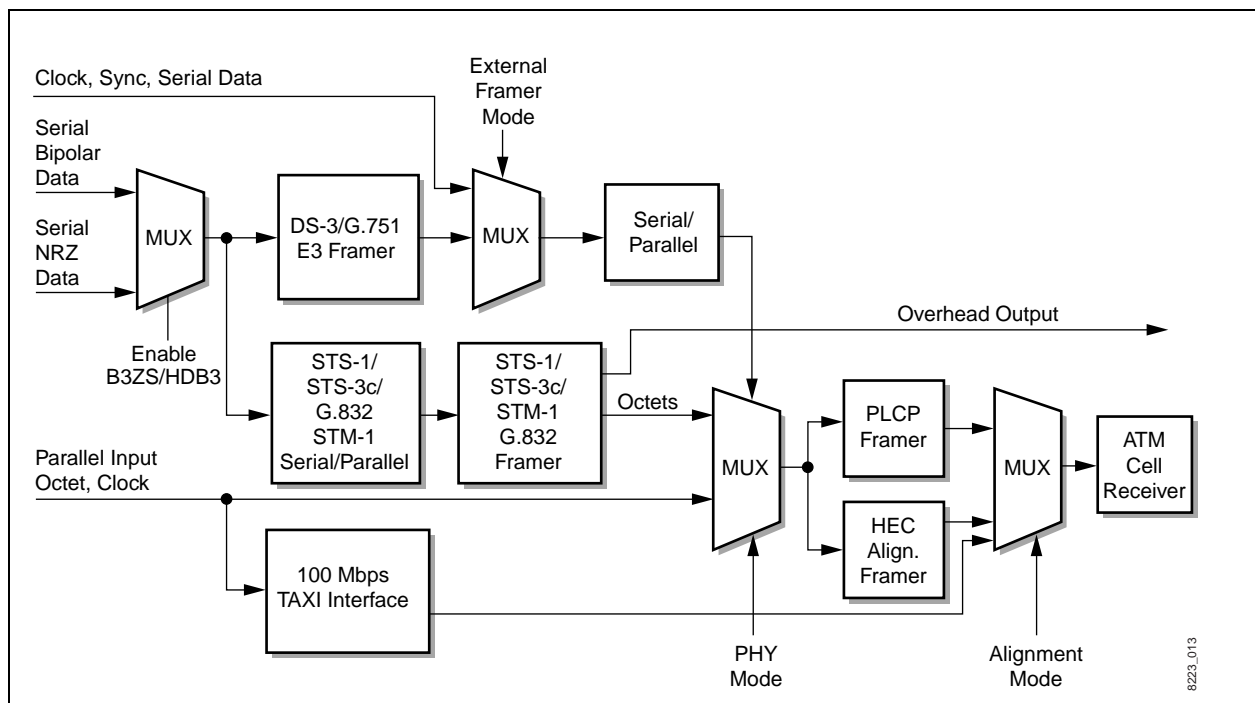 Clock, Sync, Serial Data
External
Framer
Mode
Serial
Bipolar
Data
Serial
NRZ
Data
MUX
DS-3/G.751
E3 Framer
MUX
Serial/
Parallel
Enable
B3ZS/HDB3
STS-1/
STS-3c/
G.832
STM-1
Serial/Parallel
STS-1/
STS-3c/
STM-1
G.832
Framer
Overhead Output
Octets
MUX
PLCP
Framer
MUX
ATM
Cell
Receiver
Parallel Input
Octet, Clock
HEC
Align.
Framer
100 Mbps
TAXI Interface
PHY
Mode
Alignment
Mode
8223_013